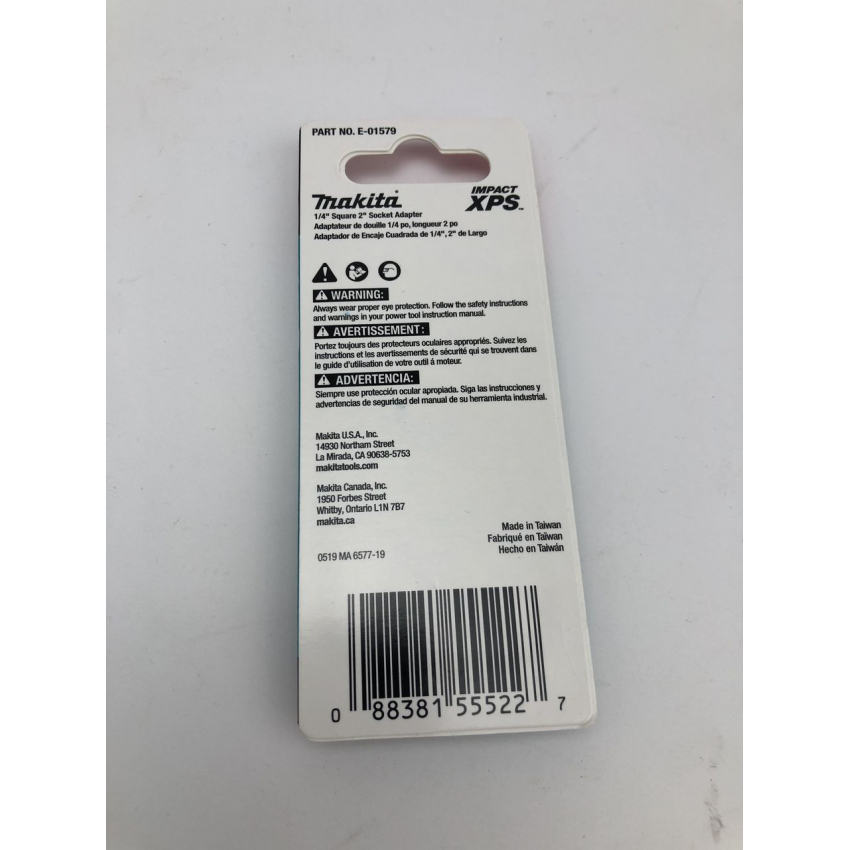 PART NO. E-01579
makita
IMPACT
XPS™
1/4" Square 2" Socket Adapter
Adaptateur de douille 1/4 po, longueur 2 po
Adaptador de Encaje Cuadrada de 1/4", 2" de Largo
WARNING:
Always wear proper eye protection. Follow the safety instructions
and warnings in your power tool instruction manual.
AVERTISSEMENT:
Portez toujours des protecteurs oculaires appropriés. Suivez les
instructions et les avertissements de sécurité qui se trouvent dans
le guide d'utilisation de votre outil á moteur.
ADVERTENCIA:
Siempre use protección ocular apropiada. Siga las instrucciones y
advertencias de seguridad del manual de su herramienta industrial.
Makita U.S.A., Inc.
14930 Northam Street
La Mirada, CA 90638-5753
makitatools.com
Makita Canada, Inc.
1950 Forbes Street
Whitby, Ontario L1N 7B7
makita.ca
Made in Taiwan
Fabriqué en Taïwan
Hecho en Taiwán
0519 MA 6577-19
0 88381 55522 7